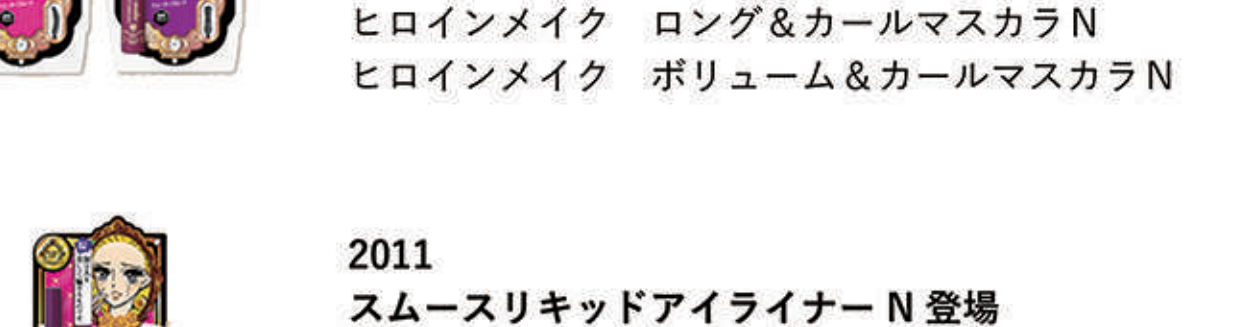 ヒロインメイク　ロング＆カールマスカラＮ
ヒロインメイク　ボリューム＆カールマスカラＮ
2011
スムースリキッドアイライナー N 登場